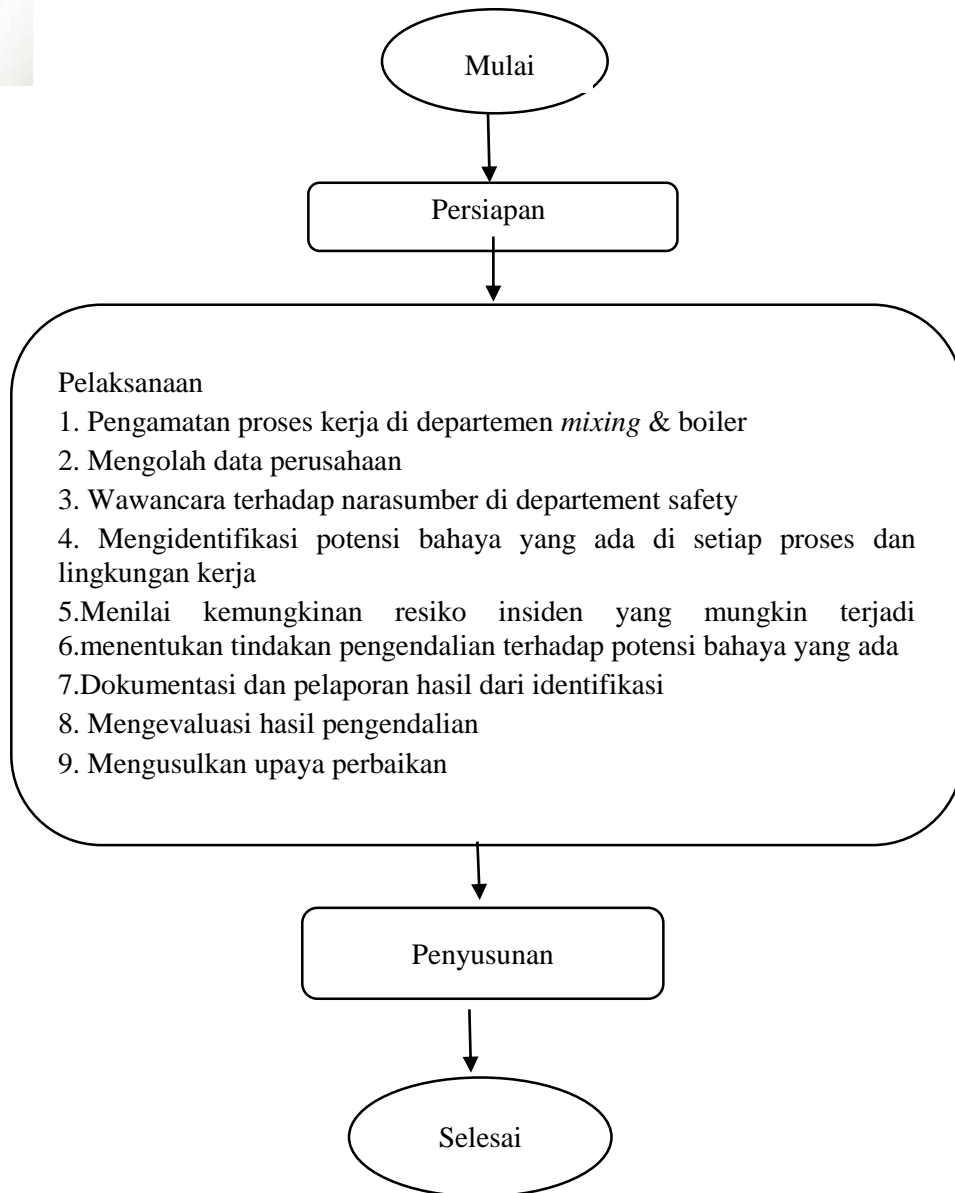 Mulai
Persiapan
Pelaksanaan
1. Pengamatan proses kerja di departemen mixing & boiler
2. Mengolah data perusahaan
3. Wawancara terhadap narasumber di departement safety
4. Mengidentifikasi potensi bahaya yang ada di setiap proses dan
lingkungan kerja
5.Menilai kemungkinan resiko insiden yang mungkin terjadi
6.menentukan tindakan pengendalian terhadap potensi bahaya yang ada
7.Dokumentasi dan pelaporan hasil dari identifikasi
8. Mengevaluasi hasil pengendalian
9. Mengusulkan upaya perbaikan
Penyusunan
Selesai